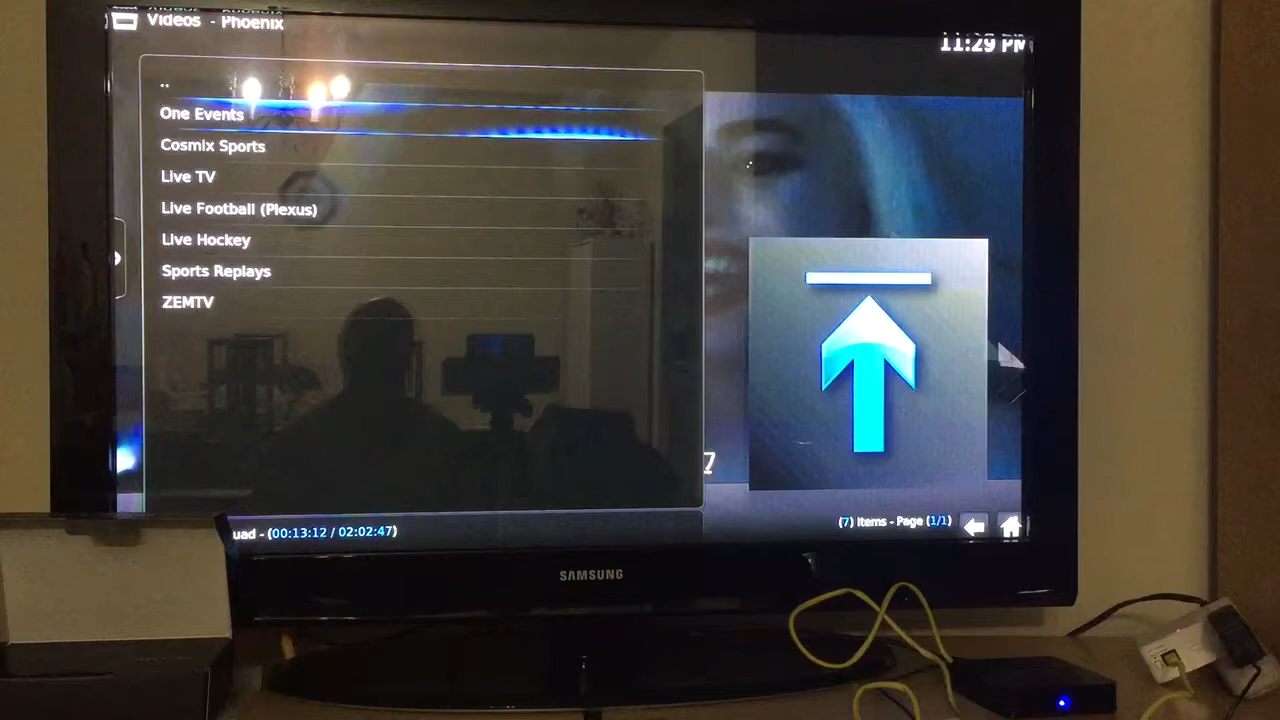 Videos - Phoenix
11:29 PM
..
One Events
Cosmix Sports
Live TV
Live Football (Plexus)
Live Hockey
Sports Replays
ZEMTV
uad - (00:13:12 / 02:02:47)
(7) Items - Page (1/1)
SAMSUNG